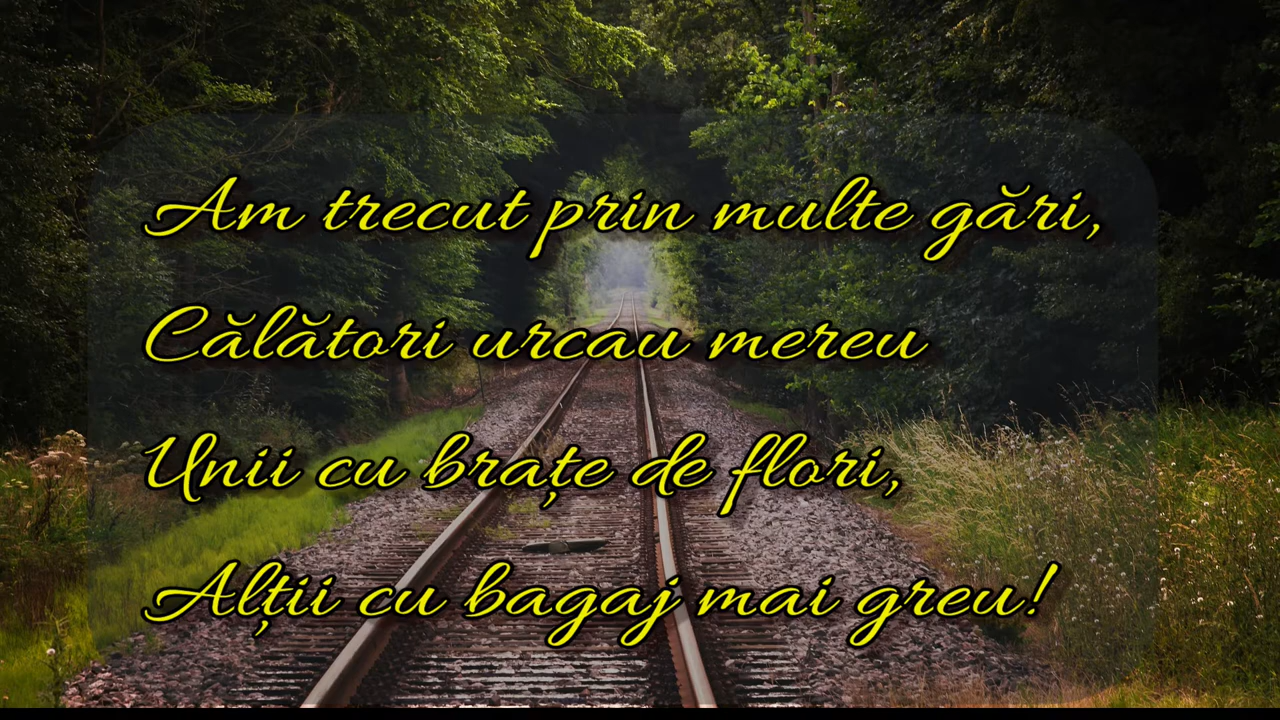 Am trecut prin multe gări,
Călători urcau mereu
Unii cu brațe de flori,
Alții cu bagaj mai greu!